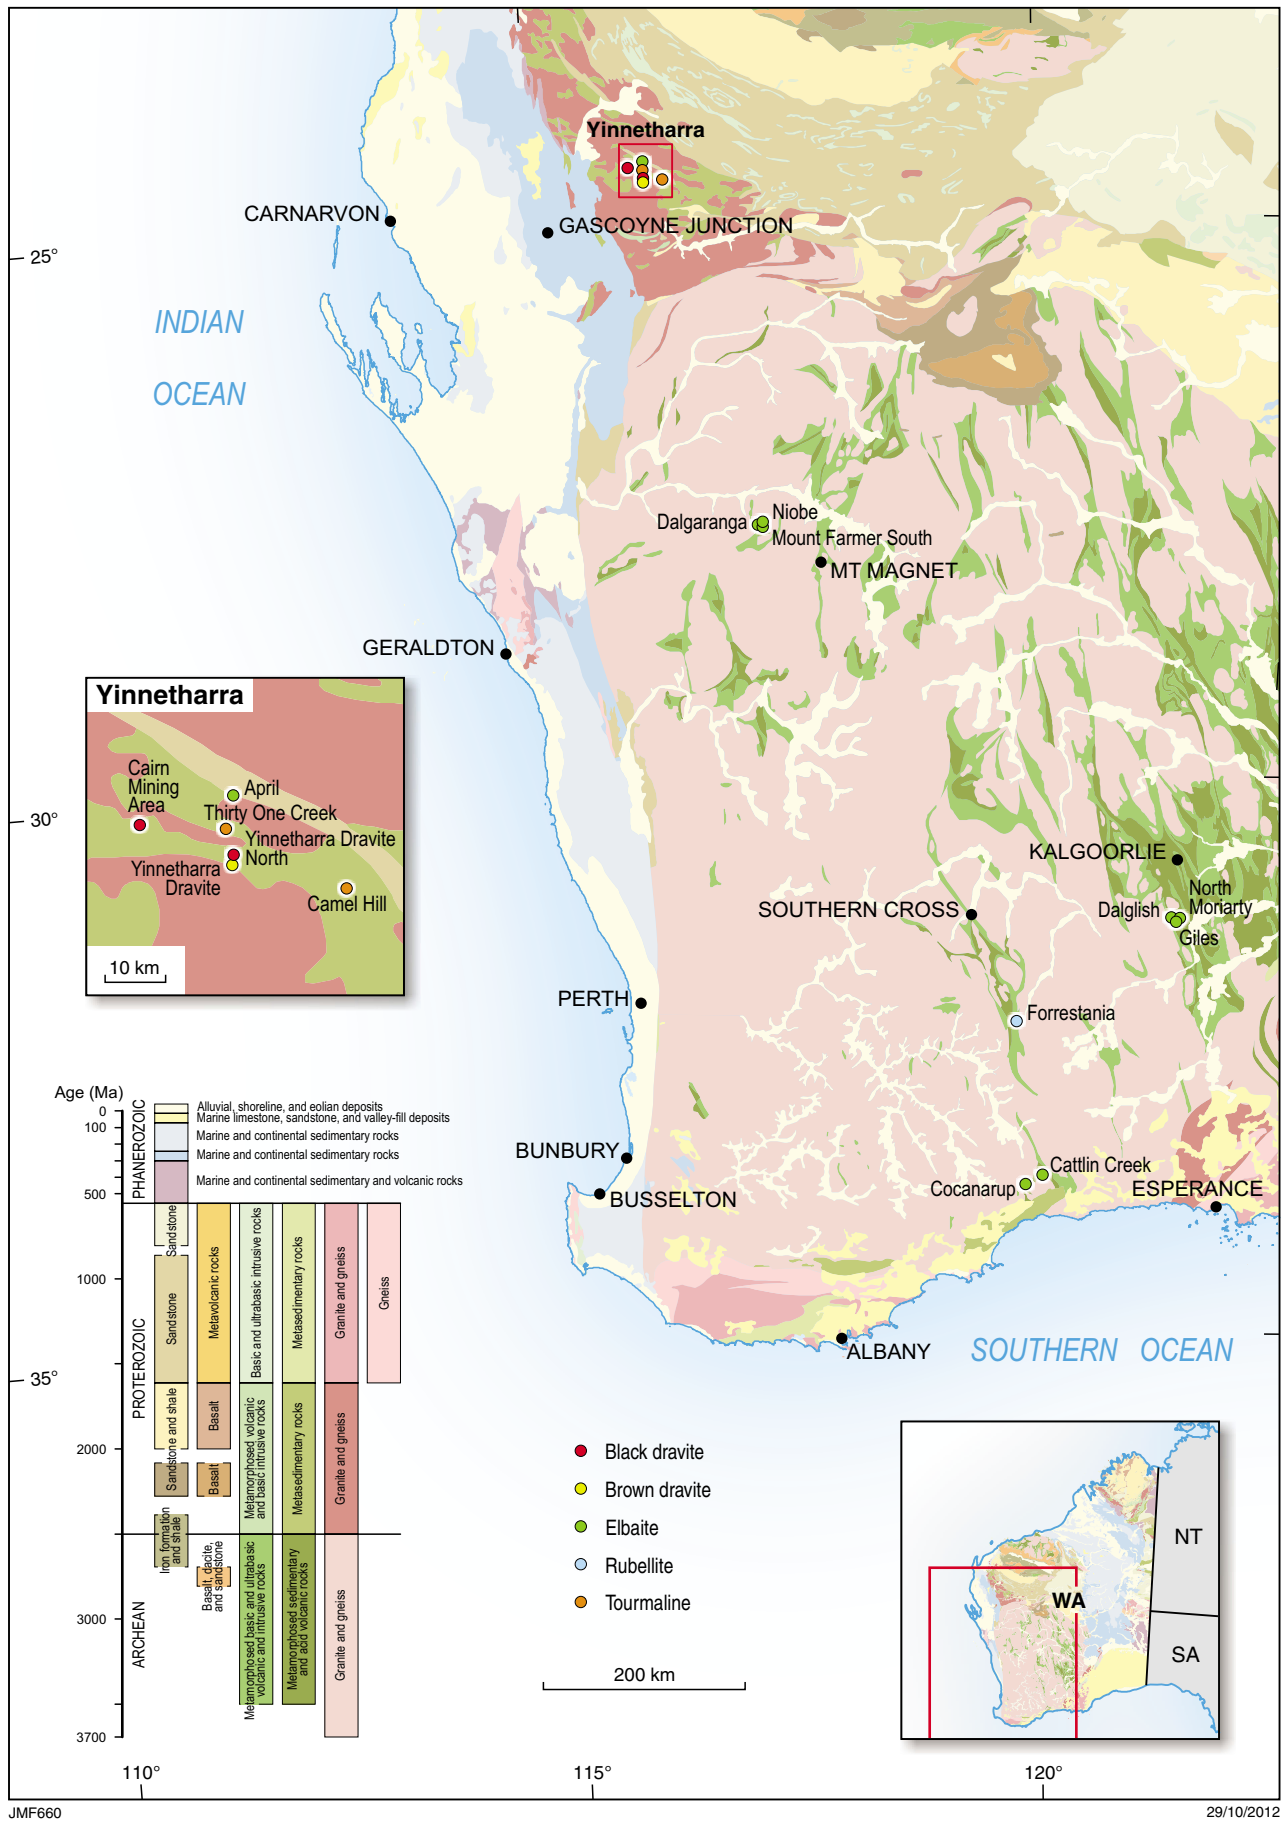 Yinnetharra
CARNARVON
GASCOYNE JUNCTION
25°
INDIAN
OCEAN
Dalgaranga
Niobe
Mount Farmer South
MT MAGNET
GERALDTON
Yinnetharra
Cairn
Mining
Area
April
Thirty One Creek
Yinnetharra Dravite
North
Yinnetharra
Dravite
Camel Hill
10 km
30°
KALGOORLIE
North
Moriarty
Dalglish
Giles
SOUTHERN CROSS
PERTH
Forrestania
BUNBURY
BUSSELTON
Cattlin Creek
Cocanarup
ESPERANCE
ALBANY
SOUTHERN OCEAN
35°
Age (Ma)
0
100
500
1000
2000
3000
3700
PHANEROZOIC
PROTEROZOIC
ARCHEAN
Alluvial, shoreline, and eolian deposits
Marine limestone, sandstone, and valley-fill deposits
Marine and continental sedimentary rocks
Marine and continental sedimentary rocks
Marine and continental sedimentary and volcanic rocks
Sandstone
Sandstone
Sandstone and shale
Sandstone
Iron formation
and shale
Metavolcanic rocks
Basalt
Basalt
Basalt, dacite,
and sandstone
Basic and ultrabasic intrusive rocks
Metamorphosed volcanic
and basic intrusive rocks
Metamorphosed basic and ultrabasic
volcanic and intrusive rocks
Metasedimentary rocks
Metasedimentary rocks
Metamorphosed sedimentary
and acid volcanic rocks
Granite and gneiss
Granite and gneiss
Granite and gneiss
Gneiss
Black dravite
Brown dravite
Elbaite
Rubellite
Tourmaline
200 km
NT
WA
SA
110°
115°
120°
JMF660
29/10/2012